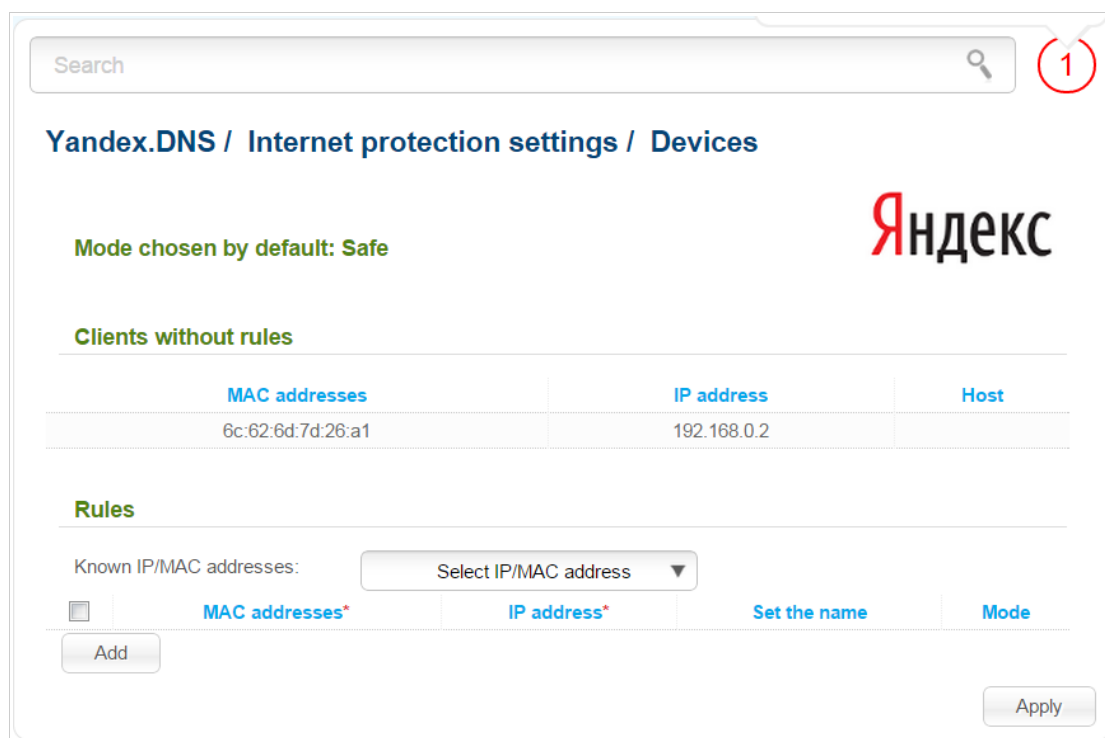 Search
1
Yandex.DNS / Internet protection settings / Devices
Яндекс
Mode chosen by default: Safe
Clients without rules
MAC addresses IP address Host
6c:62:6d:7d:26:a1 192.168.0.2
Rules
Known IP/MAC addresses: Select IP/MAC address
MAC addresses* IP address* Set the name Mode
Add
Apply